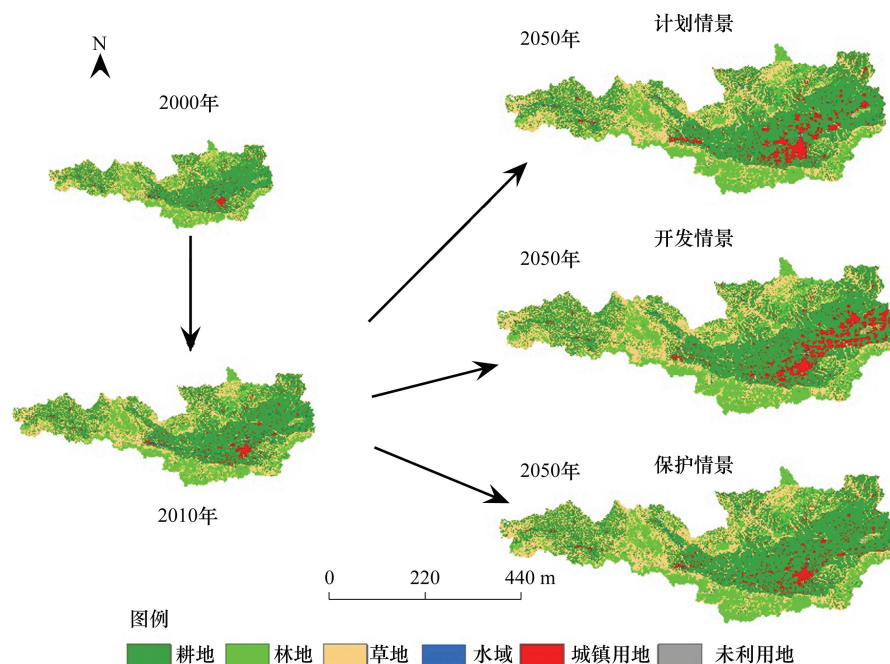 N
2000年
2010年
2050年
计划情景
2050年
开发情景
2050年
保护情景
0 220 440 m
图例
耕地 林地 草地 水域 城镇用地 未利用地